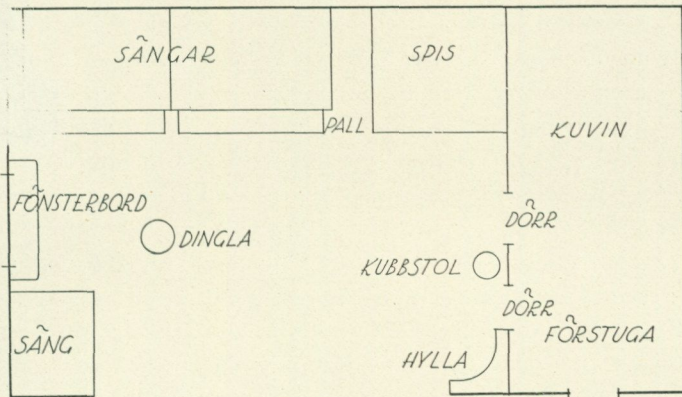 SÄNGAR
SPIS
PALL
KUVIN
FÖNSTERBORD
DÖRR
DINGLA
KUBBSTOL
DÖRR
SÄNG
FÖRSTUGA
HYLLA